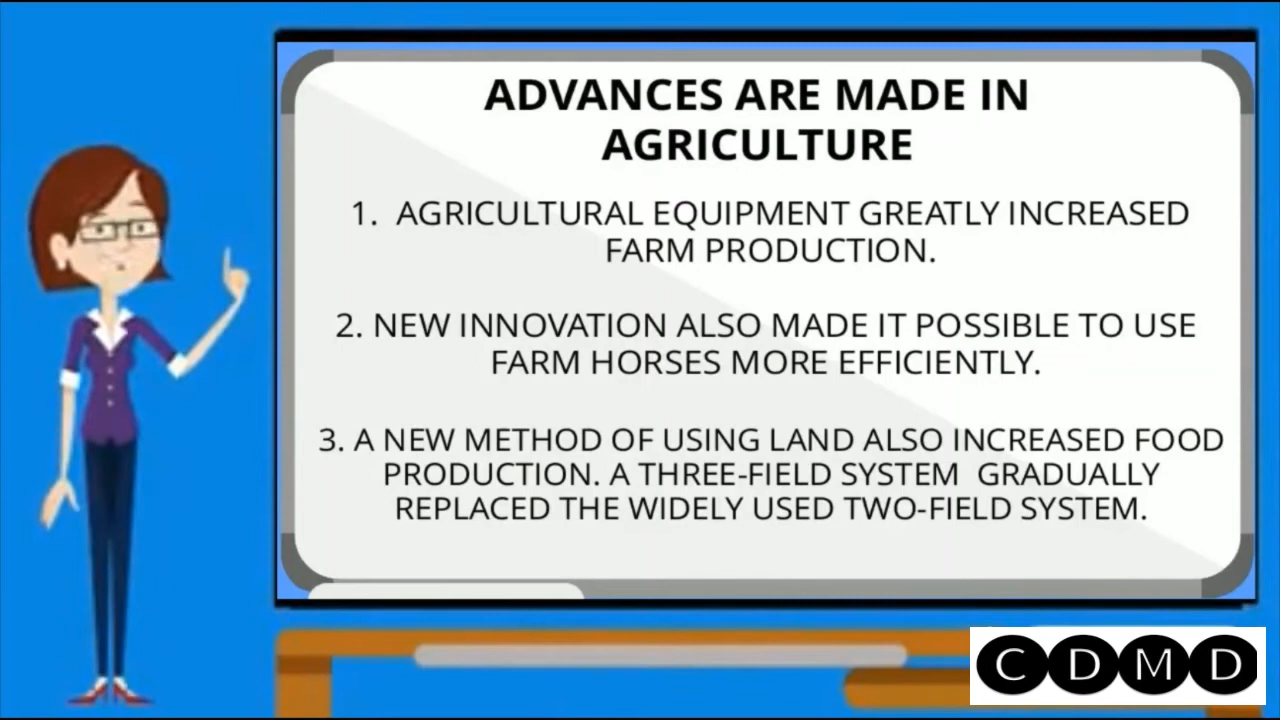 ADVANCES ARE MADE IN
AGRICULTURE
1. AGRICULTURAL EQUIPMENT GREATLY INCREASED
FARM PRODUCTION.
2. NEW INNOVATION ALSO MADE IT POSSIBLE TO USE
FARM HORSES MORE EFFICIENTLY.
3. A NEW METHOD OF USING LAND ALSO INCREASED FOOD
PRODUCTION. A THREE-FIELD SYSTEM GRADUALLY
REPLACED THE WIDELY USED TWO-FIELD SYSTEM.
CDMD